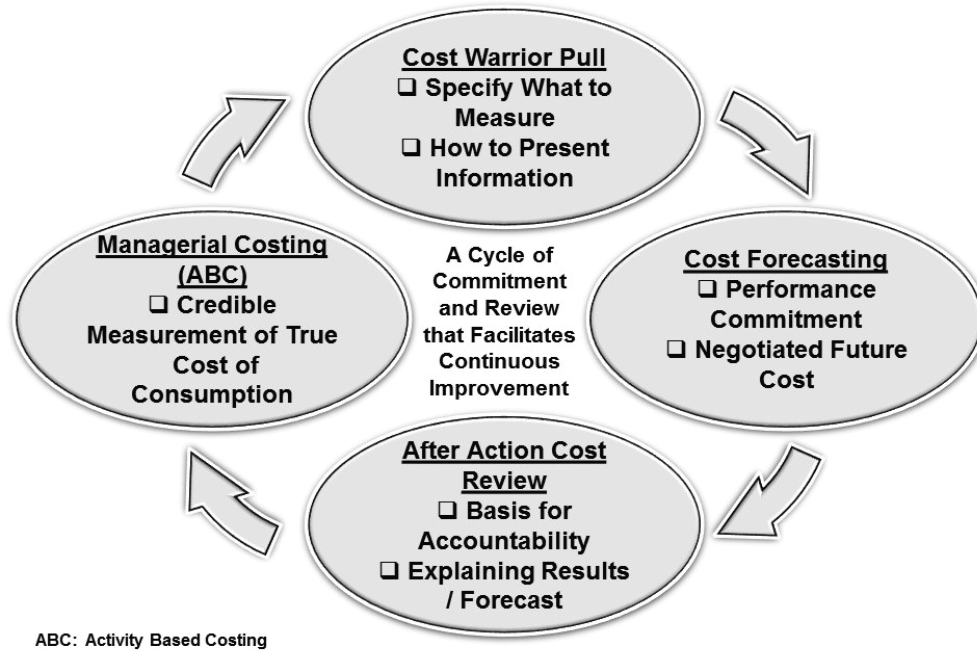 Cost Warrior Pull
❑ Specify What to
Measure
❑ How to Present
Information
Managerial Costing
(ABC)
❑ Credible
Measurement of True
Cost of
Consumption
A Cycle of
Commitment
and Review
that Facilitates
Continuous
Improvement
Cost Forecasting
❑ Performance
Commitment
❑ Negotiated Future
Cost
After Action Cost
Review
❑ Basis for
Accountability
❑ Explaining Results
/ Forecast
ABC: Activity Based Costing